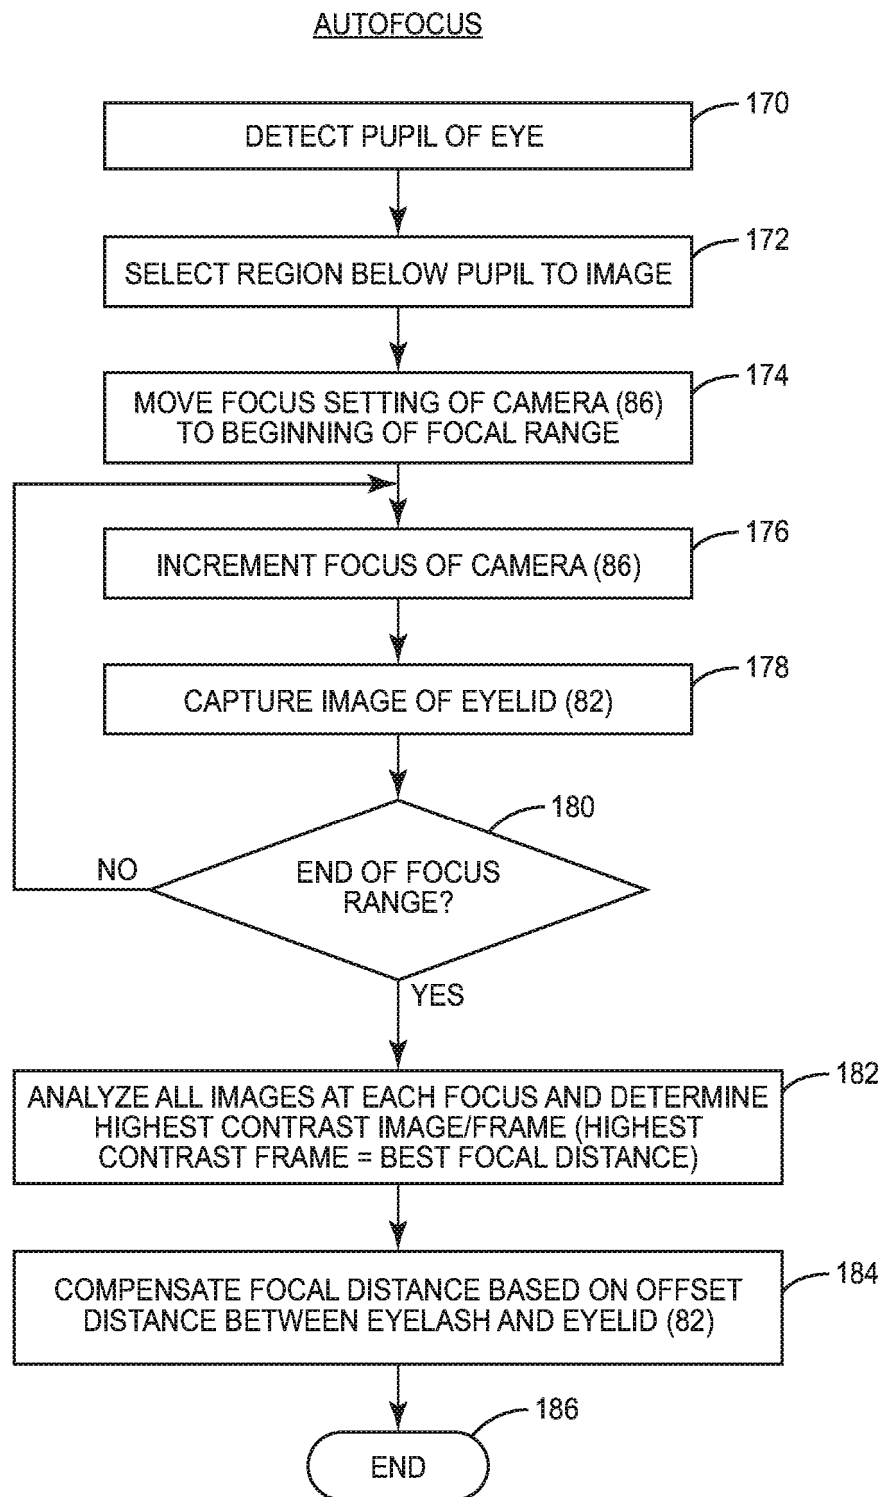 AUTOFOCUS
170
DETECT PUPIL OF EYE
172
SELECT REGION BELOW PUPIL TO IMAGE
174
MOVE FOCUS SETTING OF CAMERA (86)
TO BEGINNING OF FOCAL RANGE
176
INCREMENT FOCUS OF CAMERA (86)
178
CAPTURE IMAGE OF EYELID (82)
180
NO
END OF FOCUS
RANGE?
YES
182
ANALYZE ALL IMAGES AT EACH FOCUS AND DETERMINE
HIGHEST CONTRAST IMAGE/FRAME (HIGHEST
CONTRAST FRAME = BEST FOCAL DISTANCE)
184
COMPENSATE FOCAL DISTANCE BASED ON OFFSET
DISTANCE BETWEEN EYELASH AND EYELID (82)
186
END